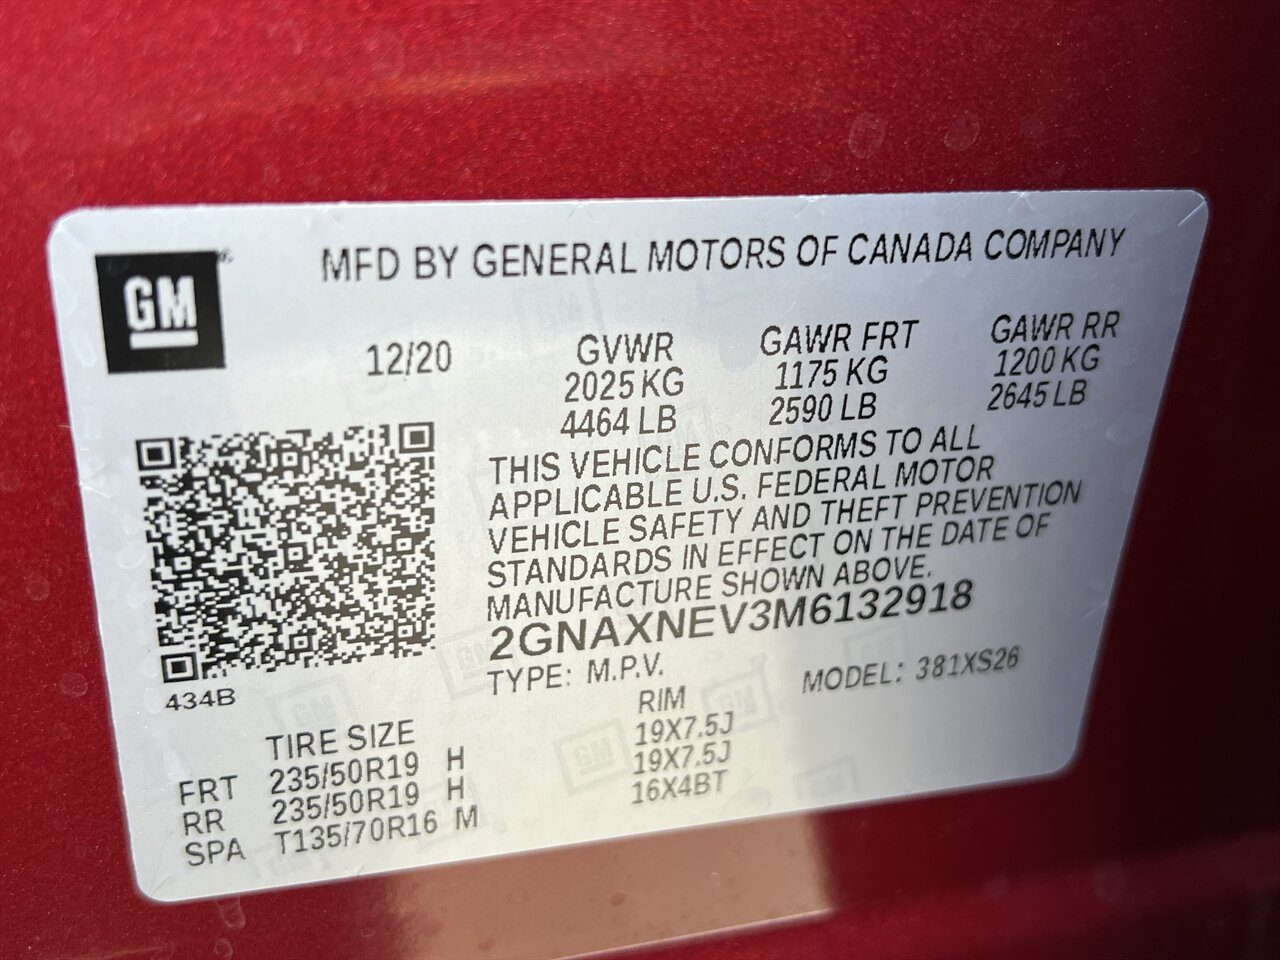 GM
MFD BY GENERAL MOTORS OF CANADA COMPANY
12/20
GVWR
2025 KG
4464 LB
GAWR FRT
1175 KG
2590 LB
GAWR RR
1200 KG
2645 LB
THIS VEHICLE CONFORMS TO ALL
APPLICABLE U.S. FEDERAL MOTOR
VEHICLE SAFETY AND THEFT PREVENTION
STANDARDS IN EFFECT ON THE DATE OF
MANUFACTURE SHOWN ABOVE.
2GNAXNEV3M6132918
TYPE: M.P.V. MODEL: 381XS26
434B
TIRE SIZE RIM
FRT 235/50R19 H 19X7.5J
RR 235/50R19 H 19X7.5J
SPA T135/70R16 M 16X4BT